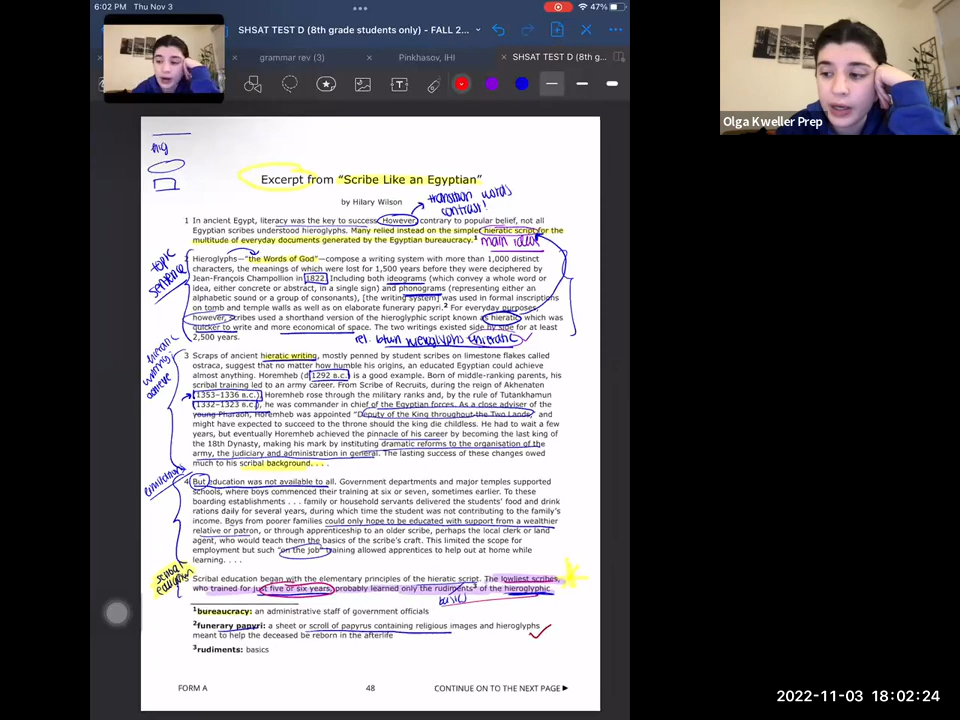 6:02 PM Thu Nov 3
47%
SHSAT TEST D (8th grade students only) - FALL 2...
grammar rev (3)
Pinkhasov, IHI
SHSAT TEST D (8th g...
Olga Kweller Prep
Excerpt from “Scribe Like an Egyptian”
by Hilary Wilson
transition words
contrast!
1 In ancient Egypt, literacy was the key to success. However, contrary to popular belief, not all
Egyptian scribes understood hieroglyphs. Many relied instead on the simpler hieratic script for the
multitude of everyday documents generated by the Egyptian bureaucracy.1
main idea
topic
sentence
2 Hieroglyphs—“the Words of God”—compose a writing system with more than 1,000 distinct
characters, the meanings of which were lost for 1,500 years before they were deciphered by
Jean-François Champollion in 1822. Including both ideograms (which convey a whole word or
idea, either concrete or abstract, in a single sign) and phonograms (representing either an
alphabetic sound or a group of consonants), [the writing system] was used in formal inscriptions
on tomb and temple walls as well as on elaborate funerary papyri.2 For everyday purposes,
however, scribes used a shorthand version of the hieroglyphic script known as hieratic which was
quicker to write and more economical of space. The two writings existed side by side for at least
2,500 years.
rel. btwn hieroglyphs & hieratic
hieratic
writing
achieve
3 Scraps of ancient hieratic writing, mostly penned by student scribes on limestone flakes called
ostraca, suggest that no matter how humble his origins, an educated Egyptian could achieve
almost anything. Horemheb (d. 1292 B.C.) is a good example. Born of middle-ranking parents, his
scribal training led to an army career. From Scribe of Recruits, during the reign of Akhenaten
(1353–1336 B.C.), Horemheb rose through the military ranks and, by the rule of Tutankhamun
(1332–1323 B.C.), he was commander in chief of the Egyptian forces. As a close adviser of the
young Pharaoh, Horemheb was appointed “Deputy of the King throughout the Two Lands,” and
might have expected to succeed to the throne should the king die childless. He had to wait a few
years, but eventually Horemheb achieved the pinnacle of his career by becoming the last king of
the 18th Dynasty, making his mark by instituting dramatic reforms to the organisation of the
army, the judiciary and administration in general. The lasting success of these changes owed
much to his scribal background. . . .
limitations
4 But education was not available to all. Government departments and major temples supported
schools, where boys commenced their training at six or seven, sometimes earlier. To these
boarding establishments . . . family or household servants delivered the students’ food and drink
rations daily for several years, during which time the student was not contributing to the family’s
income. Boys from poorer families could only hope to be educated with support from a wealthier
relative or patron, or through apprenticeship to an older scribe, perhaps the local clerk or land
agent, who would teach them the basics of the scribe’s craft. This limited the scope for
employment but such “on the job” training allowed apprentices to help out at home while
learning. . . .
scribal
education
5 Scribal education began with the elementary principles of the hieratic script. The lowliest scribes,
who trained for just five or six years, probably learned only the rudiments3 of the hieroglyphic
basics
1bureaucracy: an administrative staff of government officials
2funerary papyri: a sheet or scroll of papyrus containing religious images and hieroglyphs
meant to help the deceased be reborn in the afterlife
3rudiments: basics
FORM A 48 CONTINUE ON TO THE NEXT PAGE
2022-11-03 18:02:24